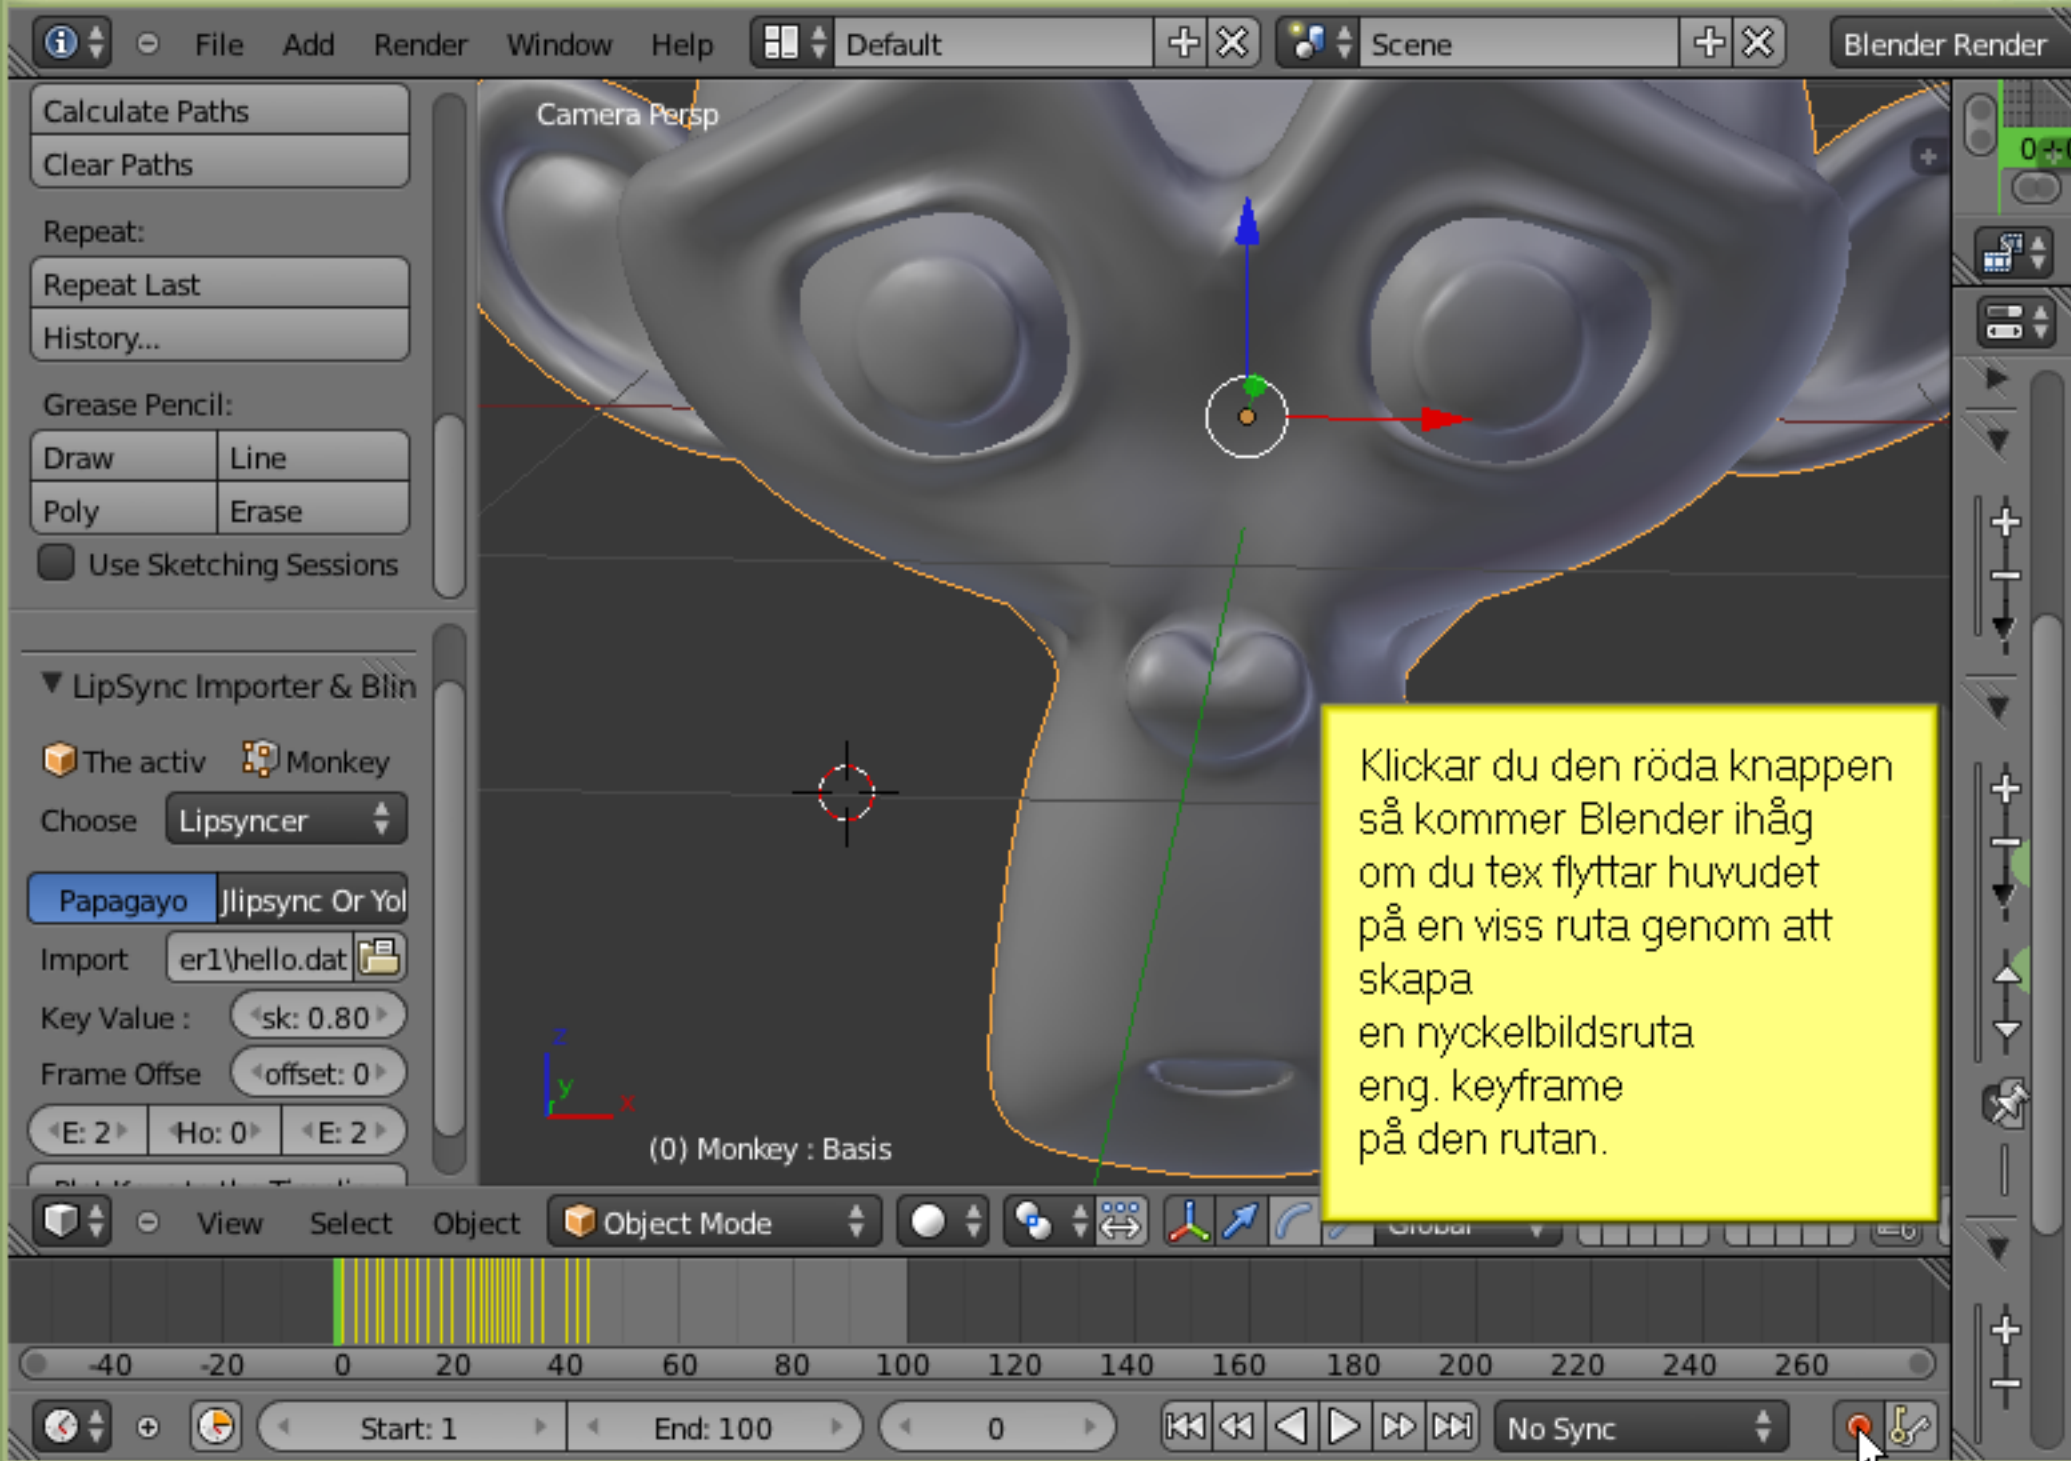 File Add Render Window Help Default Scene Blender Render
Calculate Paths
Clear Paths
Repeat:
Repeat Last
History...
Grease Pencil:
Draw Line
Poly Erase
Use Sketching Sessions
LipSync Importer & Blin
The activ Monkey
Choose Lipsyncer
Papagayo Jlipsync Or Yol
Import er1\hello.dat
Key Value : sk: 0.80
Frame Offse offset: 0
E: 2 Ho: 0 E: 2
Camera Persp
z
y
x
(0) Monkey : Basis
Klickar du den röda knappen
så kommer Blender ihåg
om du tex flyttar huvudet
på en viss ruta genom att
skapa
en nyckelbildsruta
eng. keyframe
på den rutan.
View Select Object Object Mode Global
-40 -20 0 20 40 60 80 100 120 140 160 180 200 220 240 260
Start: 1 End: 100 0 No Sync